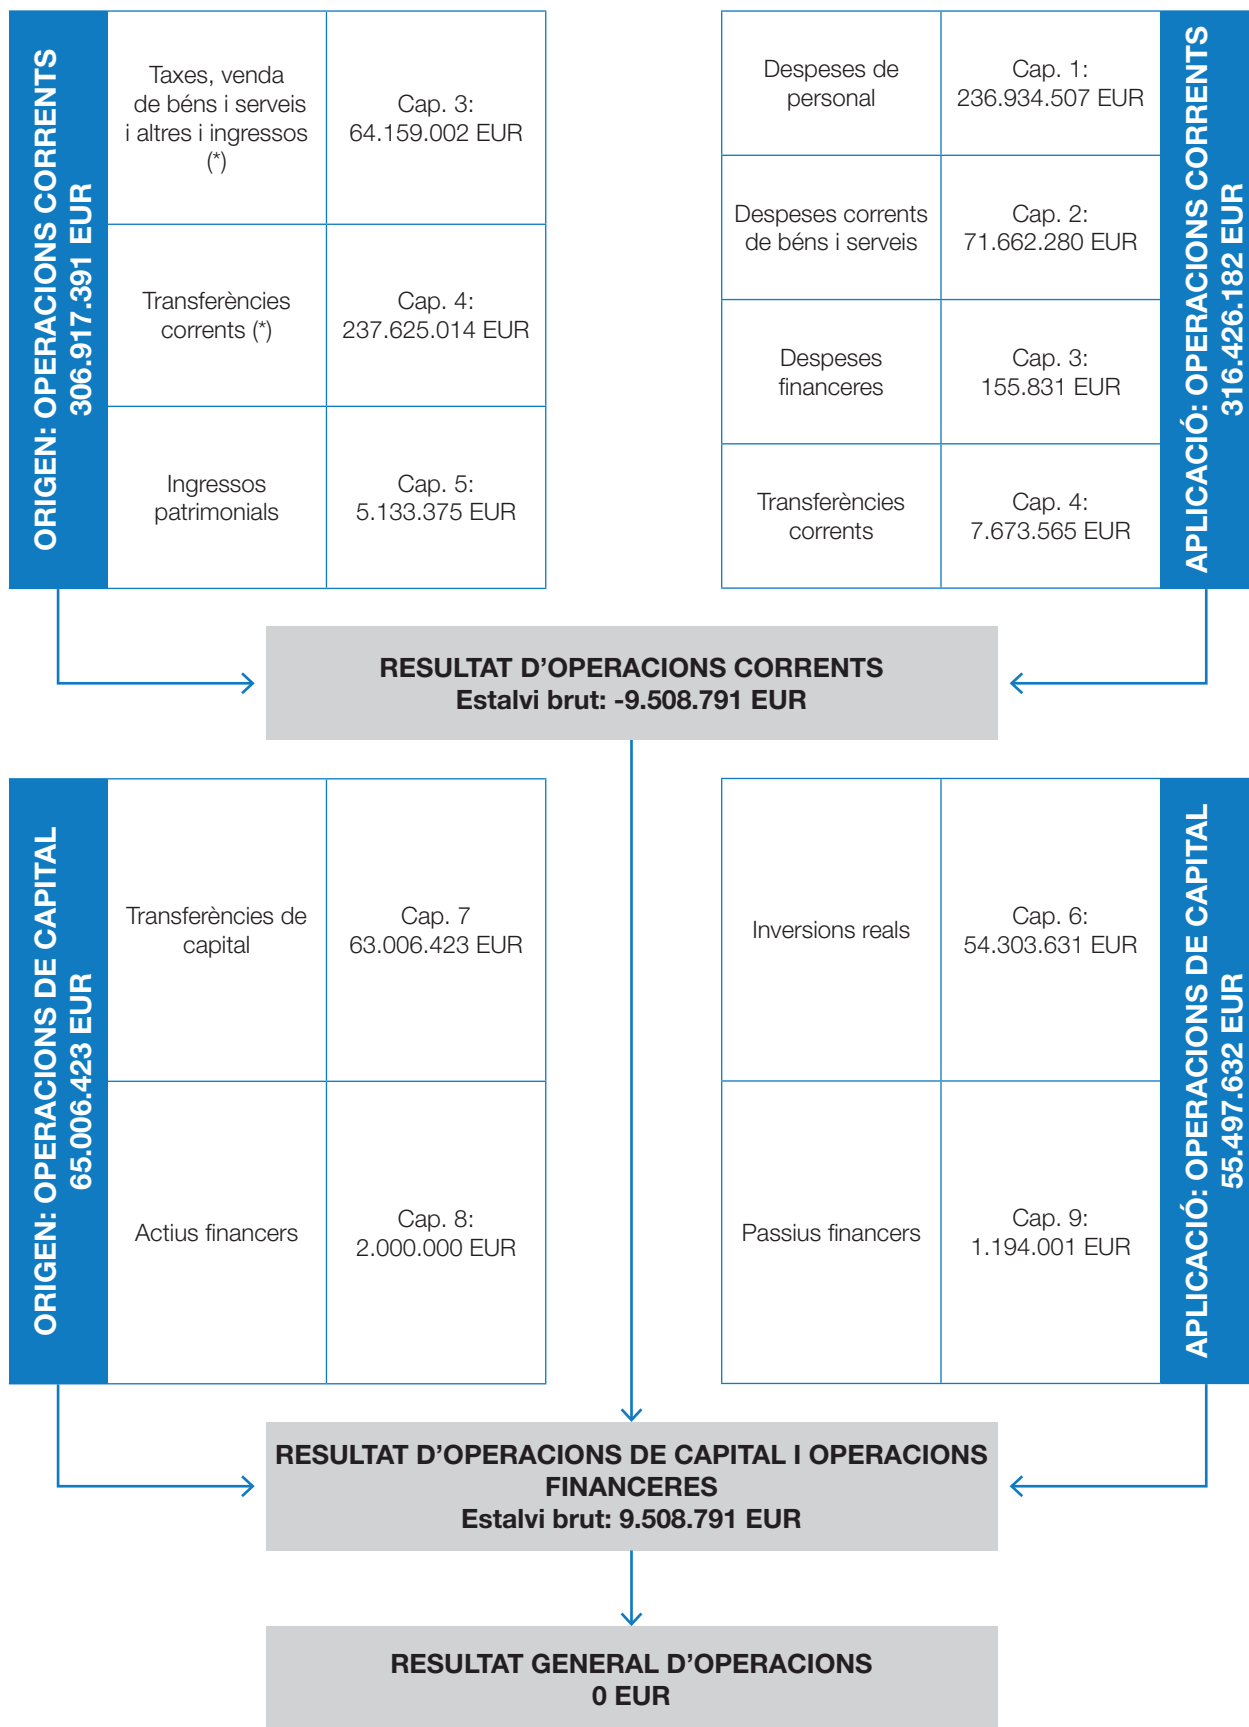 ORIGEN: OPERACIONS CORRENTS
306.917.391 EUR
Taxes, venda
de béns i serveis
i altres i ingressos
(*)
Cap. 3:
64.159.002 EUR
Transferències
corrents (*)
Cap. 4:
237.625.014 EUR
Ingressos
patrimonials
Cap. 5:
5.133.375 EUR
Despeses de
personal
Cap. 1:
236.934.507 EUR
Despeses corrents
de béns i serveis
Cap. 2:
71.662.280 EUR
Despeses
financeres
Cap. 3:
155.831 EUR
Transferències
corrents
Cap. 4:
7.673.565 EUR
APLICACIÓ: OPERACIONS CORRENTS
316.426.182 EUR
RESULTAT D’OPERACIONS CORRENTS
Estalvi brut: -9.508.791 EUR
ORIGEN: OPERACIONS DE CAPITAL
65.006.423 EUR
Transferències de
capital
Cap. 7
63.006.423 EUR
Actius financers
Cap. 8:
2.000.000 EUR
Inversions reals
Cap. 6:
54.303.631 EUR
Passius financers
Cap. 9:
1.194.001 EUR
APLICACIÓ: OPERACIONS DE CAPITAL
55.497.632 EUR
RESULTAT D’OPERACIONS DE CAPITAL I OPERACIONS
FINANCERES
Estalvi brut: 9.508.791 EUR
RESULTAT GENERAL D’OPERACIONS
0 EUR